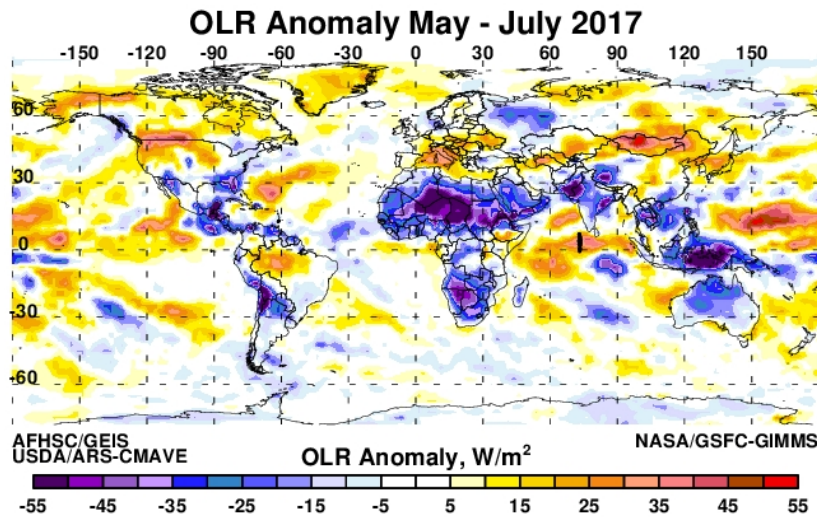 OLR Anomaly May - July 2017
-150 -120 -90 -60 -30 0 30 60 90 120 150
60
30
0
-30
-60
AFHSC/GEIS
USDA/ARS-CMAVE
NASA/GSFC-GIMMS
OLR Anomaly, W/m²
-55 -45 -35 -25 -15 -5 5 15 25 35 45 55